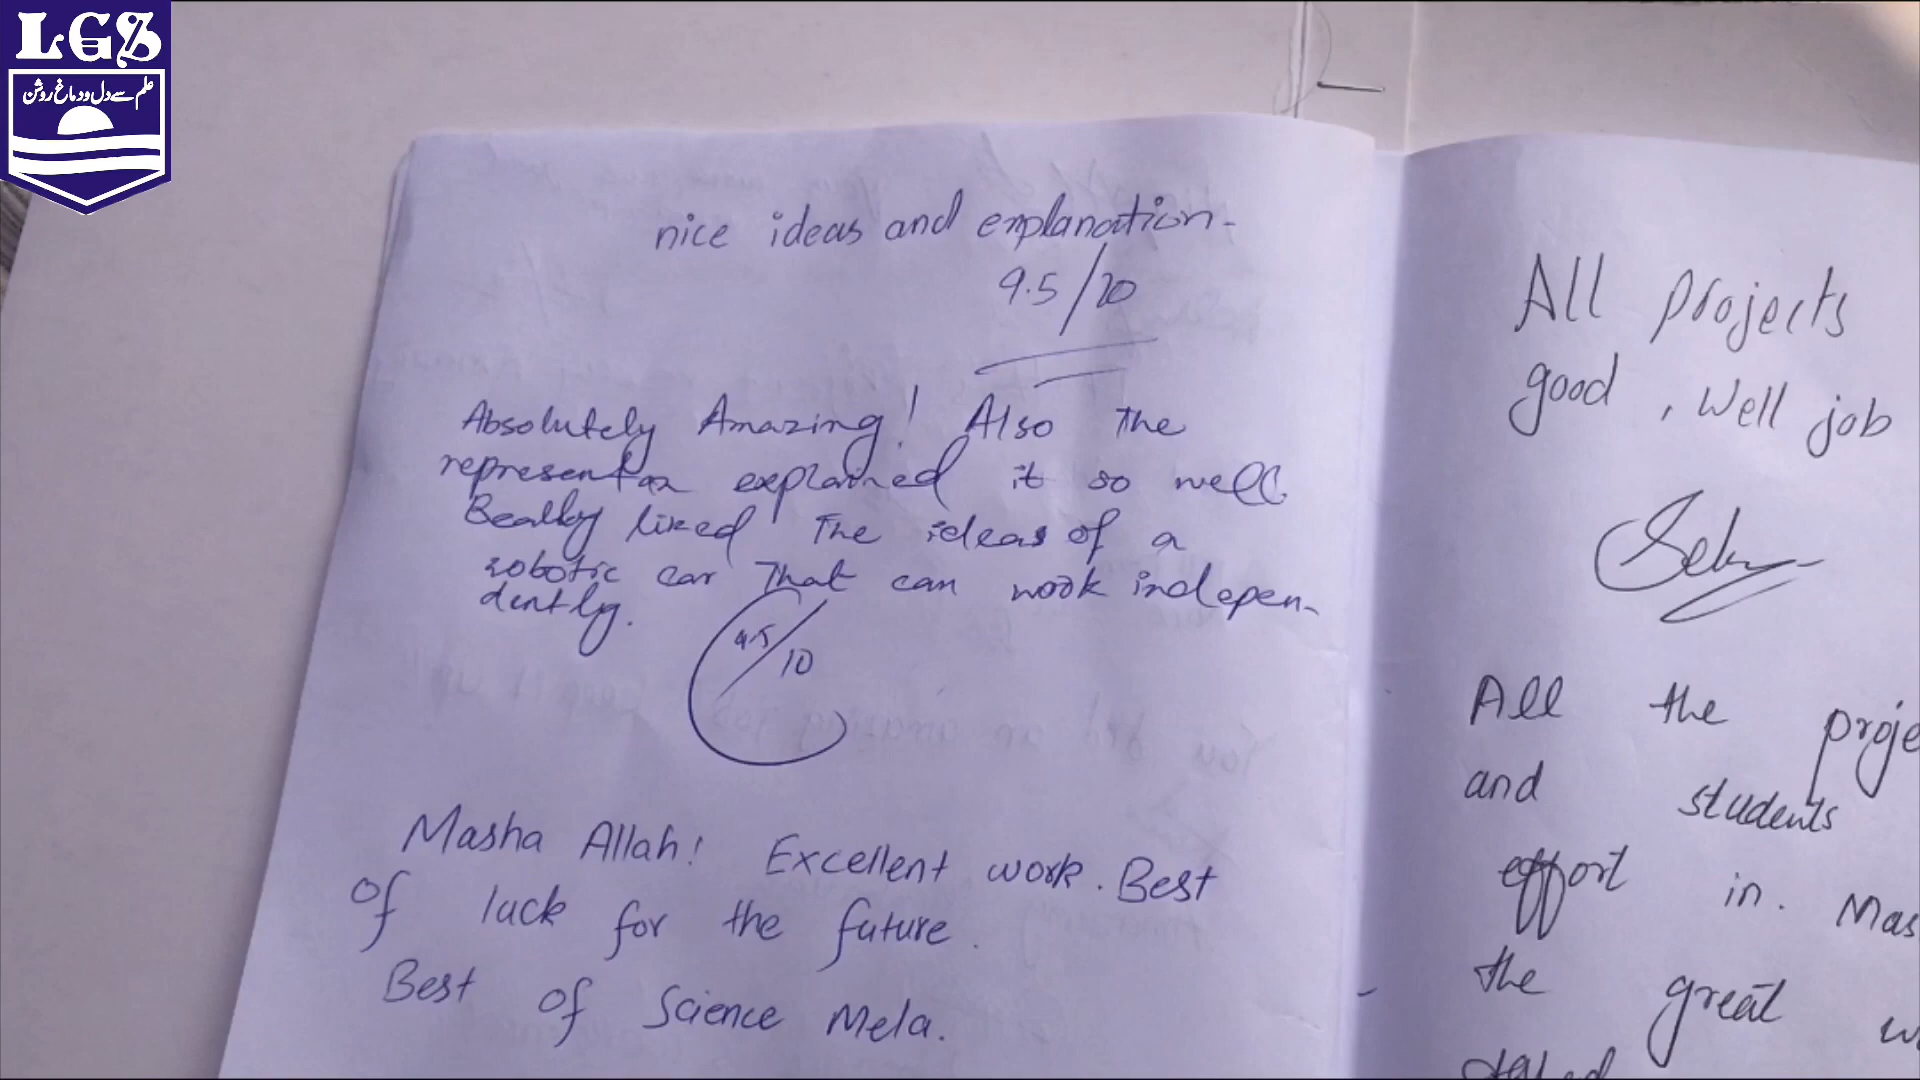 LGS
علم سے دل و دماغ روشن
nice ideas and explanation.
9.5/10
Absolutely Amazing! Also the
explained it so well.
Really liked the ideas of a
robotic car that can work indepen-
dently.
9.5/10
Masha Allah! Excellent work. Best
of luck for the future.
Best of Science Mela.
All projects
good, Well job
All the proje
and students
effort in. Mas
the great w